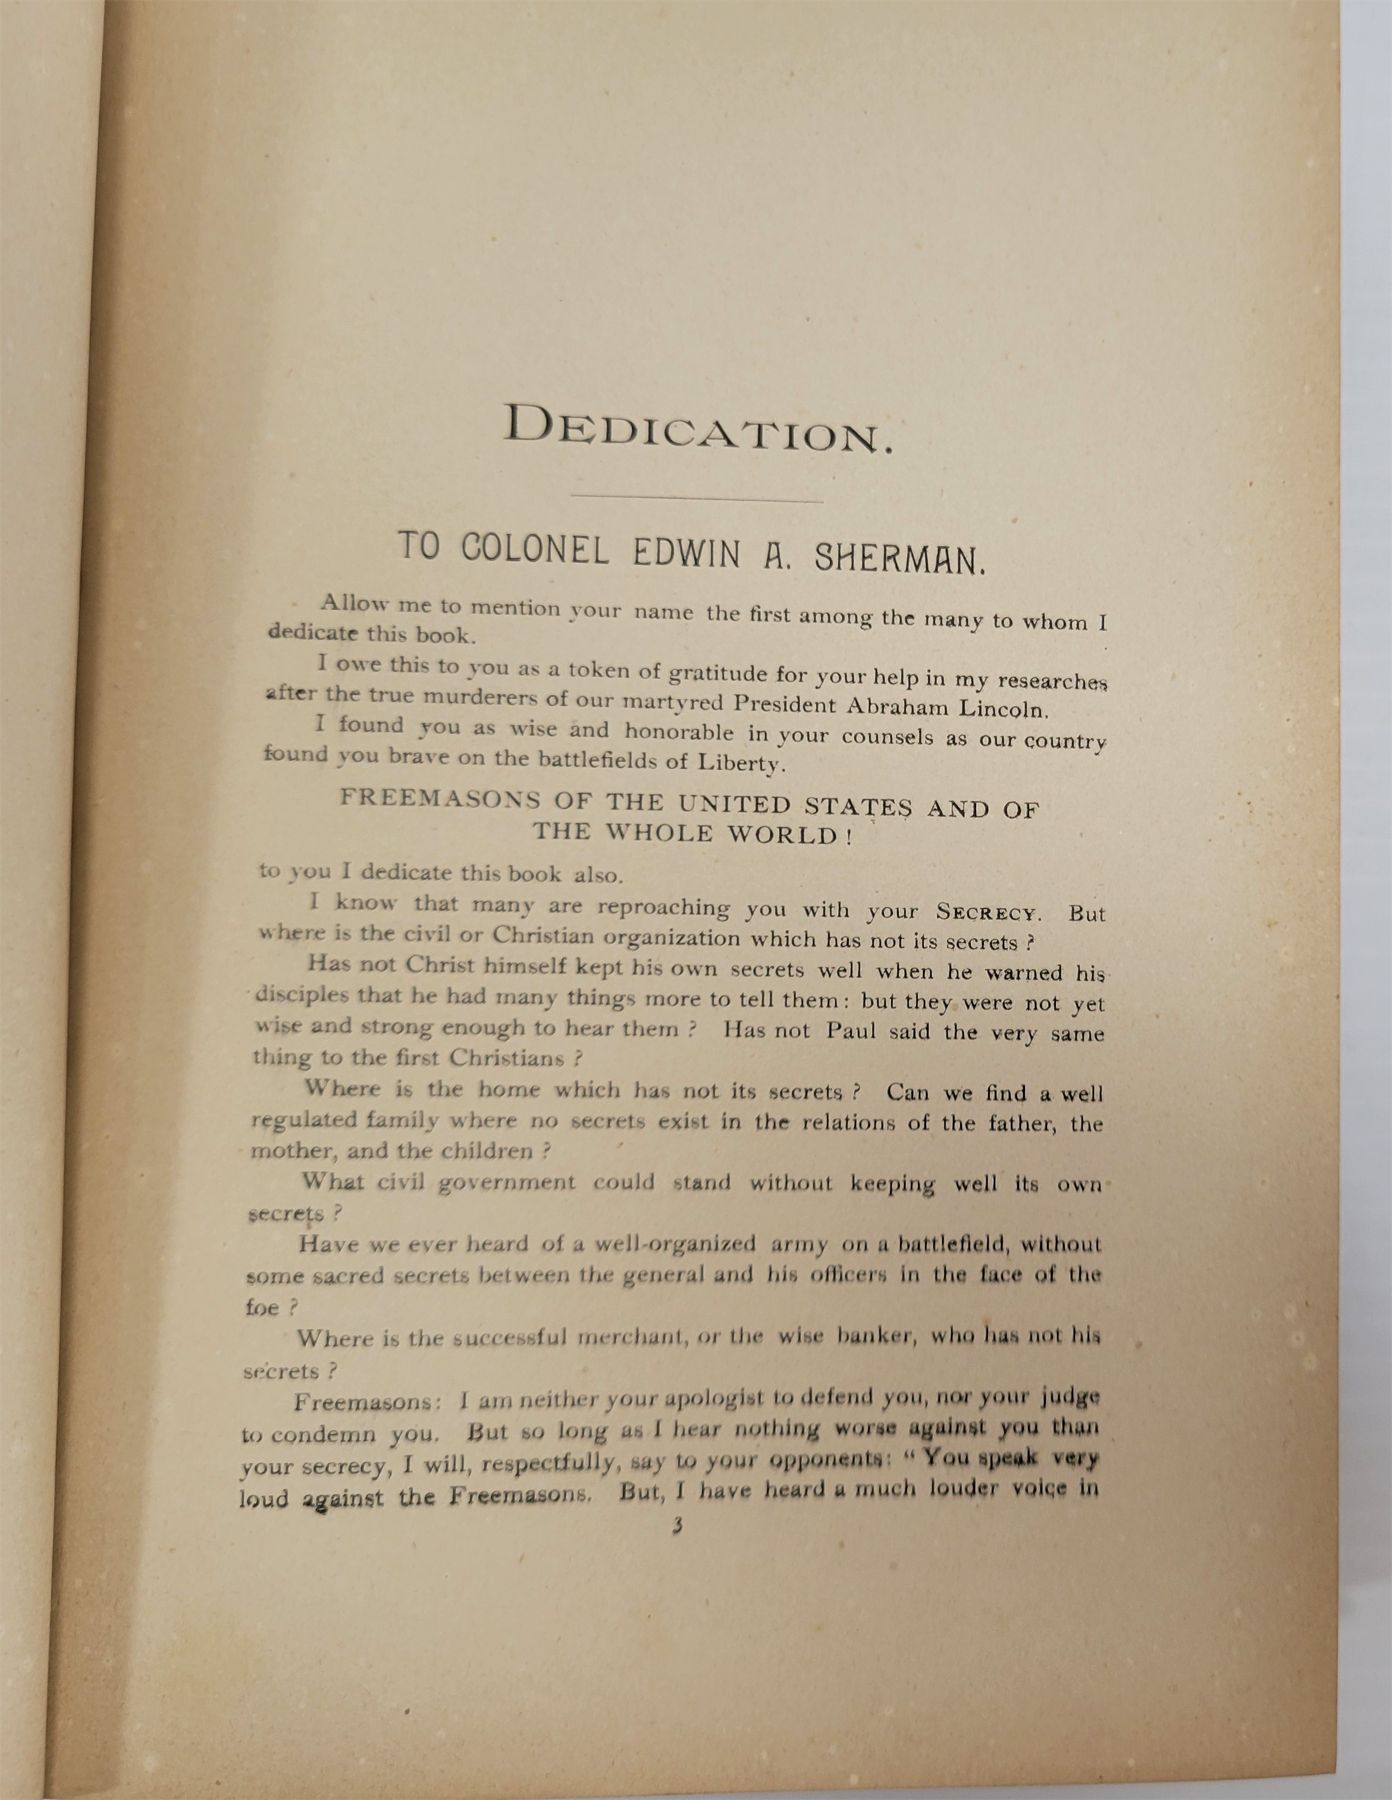 DEDICATION.
TO COLONEL EDWIN A. SHERMAN.
Allow me to mention your name the first among the many to whom I
dedicate this book.
I owe this to you as a token of gratitude for your help in my researches
after the true murderers of our martyred President Abraham Lincoln.
I found you as wise and honorable in your counsels as our country
found you brave on the battlefields of Liberty.
FREEMASONS OF THE UNITED STATES AND OF
THE WHOLE WORLD!
to you I dedicate this book also.
I know that many are reproaching you with your SECRECY. But
where is the civil or Christian organization which has not its secrets?
Has not Christ himself kept his own secrets well when he warned his
disciples that he had many things more to tell them: but they were not yet
wise and strong enough to hear them? Has not Paul said the very same
thing to the first Christians?
Where is the home which has not its secrets? Can we find a well
regulated family where no secrets exist in the relations of the father, the
mother, and the children?
What civil government could stand without keeping well its own
secrets?
Have we ever heard of a well-organized army on a battlefield, without
some sacred secrets between the general and his officers in the face of the
foe?
Where is the successful merchant, or the wise banker, who has not his
secrets?
Freemasons: I am neither your apologist to defend you, nor your judge
to condemn you. But so long as I hear nothing worse against you than
your secrecy, I will, respectfully, say to your opponents: "You speak very
loud against the Freemasons. But, I have heard a much louder voice in
3